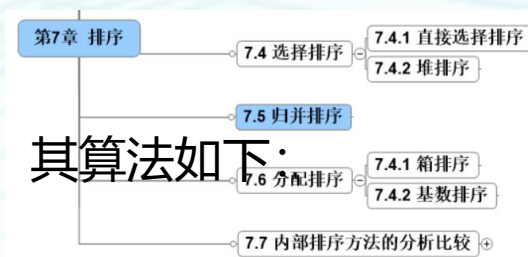 第7章 排序
7.4 选择排序
7.4.1 直接选择排序
7.4.2 堆排序
7.5 归并排序
其算法如下：
7.6 分配排序
7.4.1 箱排序
7.4.2 基数排序
7.7 内部排序方法的分析比较